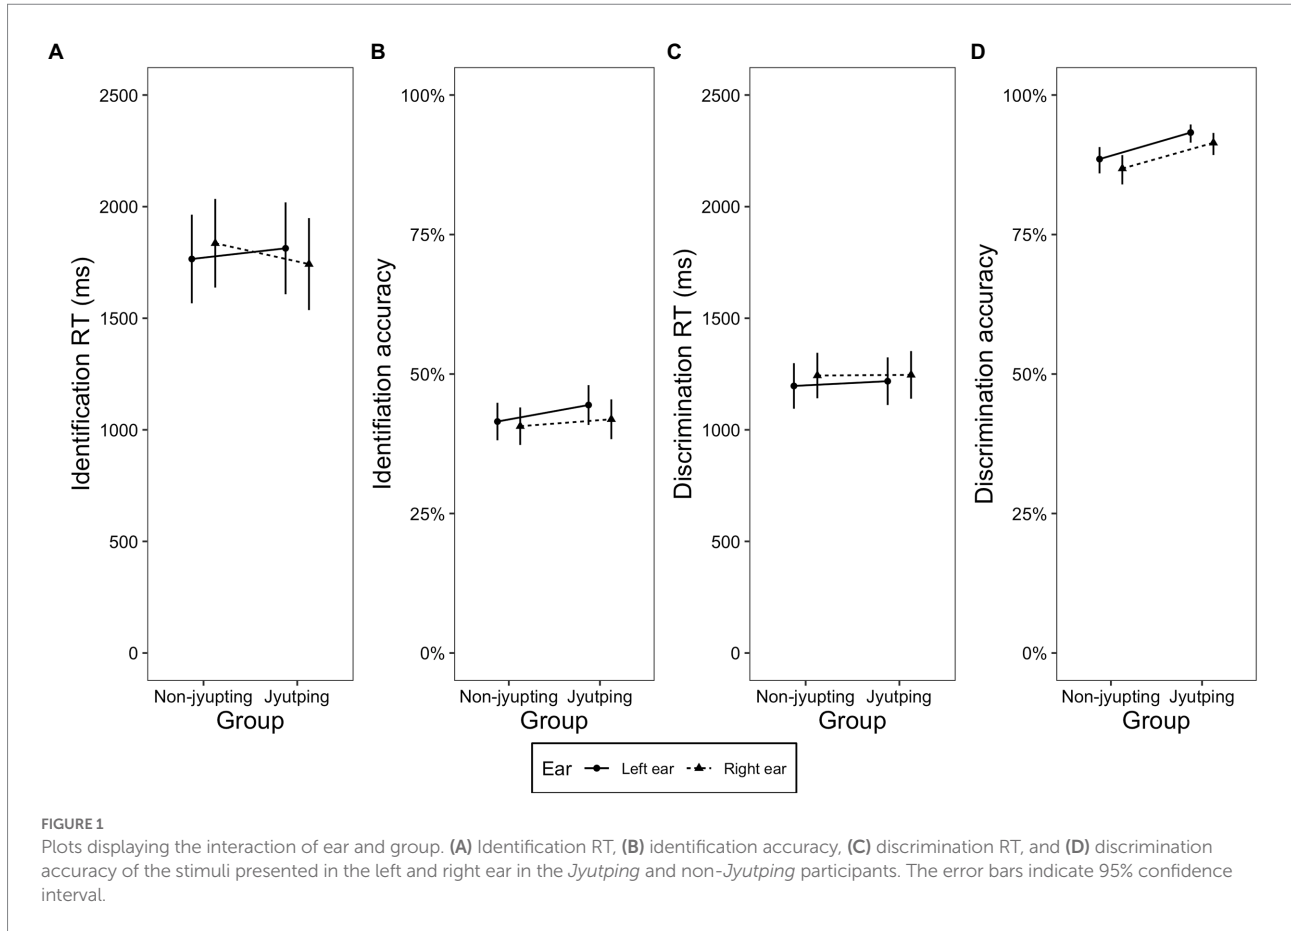 A
B
C
D
2500
2000
1500
1000
500
0
Identification RT (ms)
Non-jyupting Jyutping
Group
100%
75%
50%
25%
0%
Identifiation accuracy
Non-jyupting Jyutping
Group
2500
2000
1500
1000
500
0
Discrimination RT (ms)
Non-jyupting Jyutping
Group
100%
75%
50%
25%
0%
Discrimination accuracy
Non-jyupting Jyutping
Group
Ear Left ear Right ear
FIGURE 1
Plots displaying the interaction of ear and group. (A) Identification RT, (B) identification accuracy, (C) discrimination RT, and (D) discrimination
accuracy of the stimuli presented in the left and right ear in the Jyutping and non-Jyutping participants. The error bars indicate 95% confidence
interval.